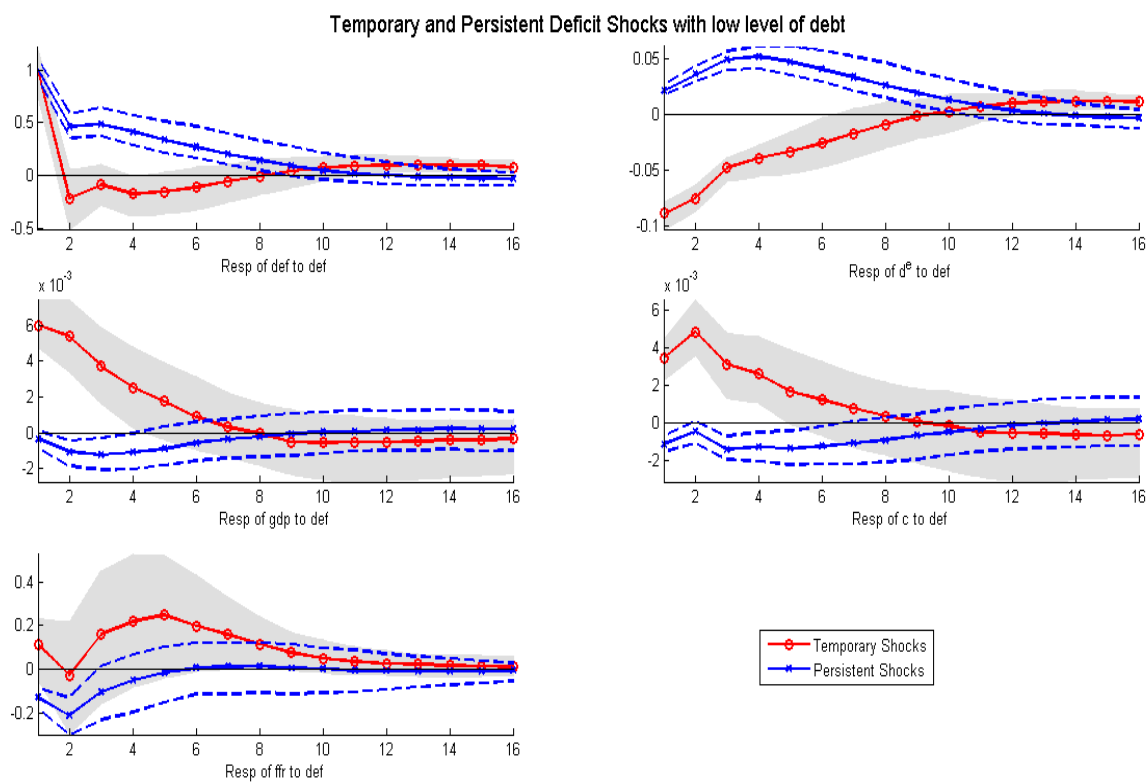 Temporary and Persistent Deficit Shocks with low level of debt
1
0.5
0
-0.5
2 4 6 8 10 12 14 16
Resp of def to def
0.05
0
-0.05
-0.1
2 4 6 8 10 12 14 16
Resp of dᵉ to def
x 10⁻³
6
4
2
0
-2
2 4 6 8 10 12 14 16
Resp of gdp to def
x 10⁻³
6
4
2
0
-2
2 4 6 8 10 12 14 16
Resp of c to def
0.4
0.2
0
-0.2
2 4 6 8 10 12 14 16
Resp of ffr to def
Temporary Shocks
Persistent Shocks